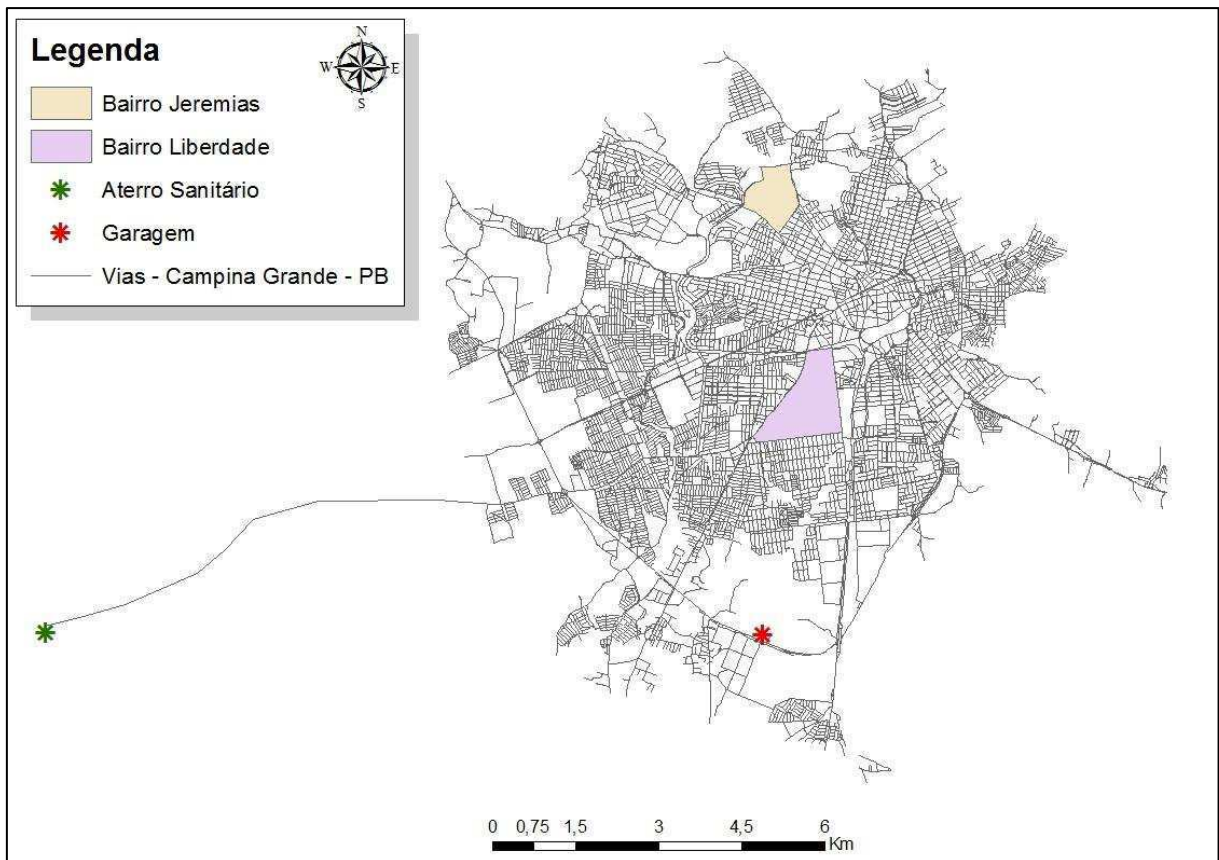 Legenda
N
W E
S
Bairro Jeremias
Bairro Liberdade
Aterro Sanitário
Garagem
Vias - Campina Grande - PB
0 0,75 1,5 3 4,5 6
Km